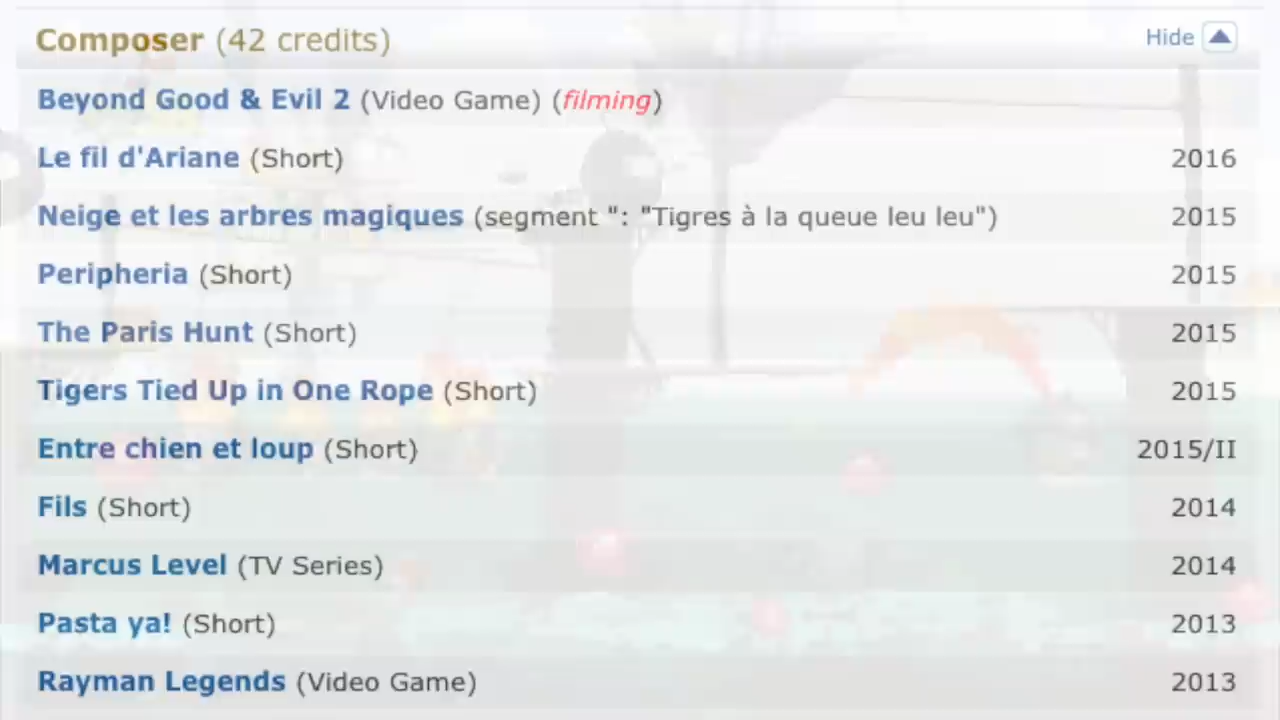 Composer (42 credits) Hide
Beyond Good & Evil 2 (Video Game) (filming)
Le fil d'Ariane (Short) 2016
Neige et les arbres magiques (segment ": "Tigres à la queue leu leu") 2015
Peripheria (Short) 2015
The Paris Hunt (Short) 2015
Tigers Tied Up in One Rope (Short) 2015
Entre chien et loup (Short) 2015/II
Fils (Short) 2014
Marcus Level (TV Series) 2014
Pasta ya! (Short) 2013
Rayman Legends (Video Game) 2013